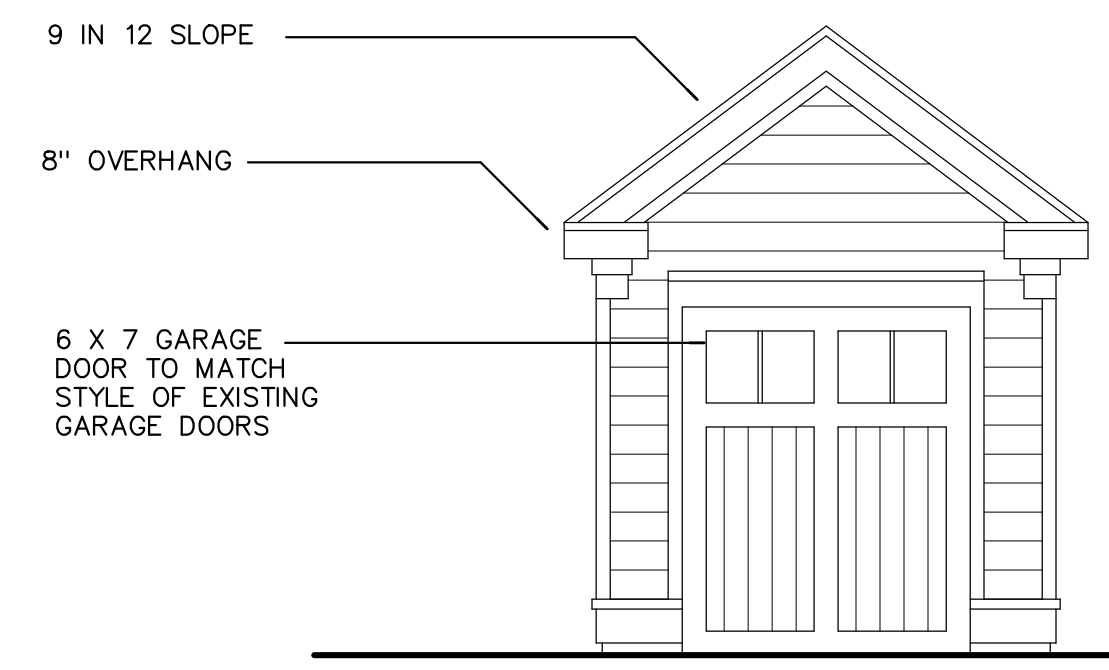 9 IN 12 SLOPE
8" OVERHANG
6 X 7 GARAGE
DOOR TO MATCH
STYLE OF EXISTING
GARAGE DOORS